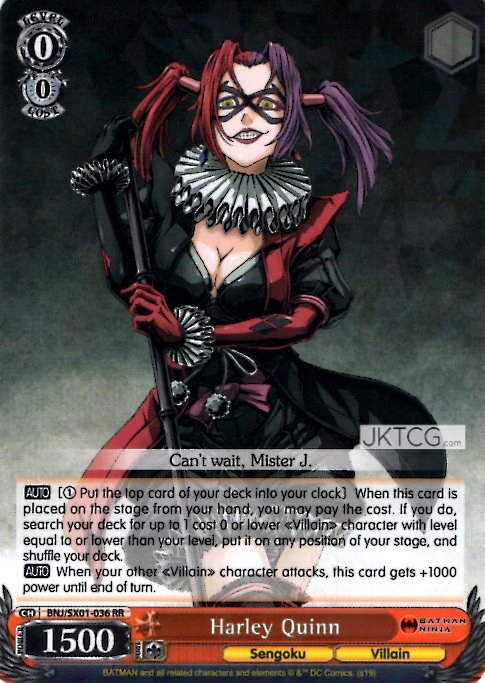 LEVEL
0
0
COST
JKTCG.com
Can't wait, Mister J.
AUTO [① Put the top card of your deck into your clock] When this card is
placed on the stage from your hand, you may pay the cost. If you do,
search your deck for up to 1 cost 0 or lower «Villain» character with level
equal to or lower than your level, put it on any position of your stage, and
shuffle your deck.
AUTO When your other «Villain» character attacks, this card gets +1000
power until end of turn.
CH BNJ/SX01-036 RR
POWER
1500
SOUL
Harley Quinn
BATMAN
NINJA
Sengoku
Villain
BATMAN and all related characters and elements © &™ DC Comics. (s19)